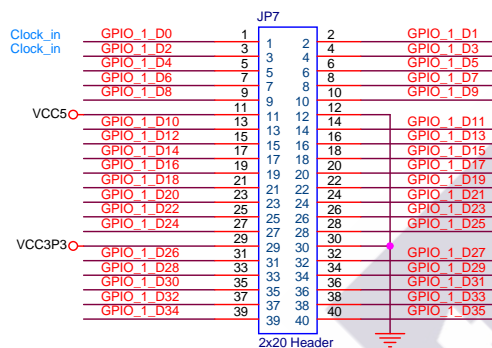 JP7
Clock_in GPIO_1_D0 1 1 2 2 GPIO_1_D1
Clock_in GPIO_1_D2 3 3 4 4 GPIO_1_D3
GPIO_1_D4 5 5 6 6 GPIO_1_D5
GPIO_1_D6 7 7 8 8 GPIO_1_D7
GPIO_1_D8 9 9 10 10 GPIO_1_D9
VCC5 11 11 12 12
GPIO_1_D10 13 13 14 14 GPIO_1_D11
GPIO_1_D12 15 15 16 16 GPIO_1_D13
GPIO_1_D14 17 17 18 18 GPIO_1_D15
GPIO_1_D16 19 19 20 20 GPIO_1_D17
GPIO_1_D18 21 21 22 22 GPIO_1_D19
GPIO_1_D20 23 23 24 24 GPIO_1_D21
GPIO_1_D22 25 25 26 26 GPIO_1_D23
GPIO_1_D24 27 27 28 28 GPIO_1_D25
VCC3P3 29 29 30 30
GPIO_1_D26 31 31 32 32 GPIO_1_D27
GPIO_1_D28 33 33 34 34 GPIO_1_D29
GPIO_1_D30 35 35 36 36 GPIO_1_D31
GPIO_1_D32 37 37 38 38 GPIO_1_D33
GPIO_1_D34 39 39 40 40 GPIO_1_D35
2x20 Header